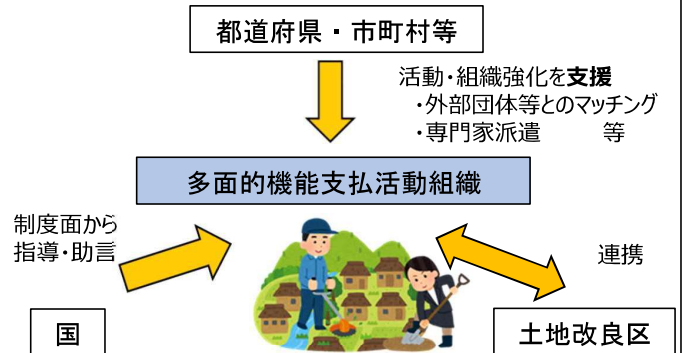 都道府県・市町村等
活動・組織強化を支援
・外部団体等とのマッチング
・専門家派遣　　　等
多面的機能支払活動組織
制度面から
指導・助言
連携
国
土地改良区